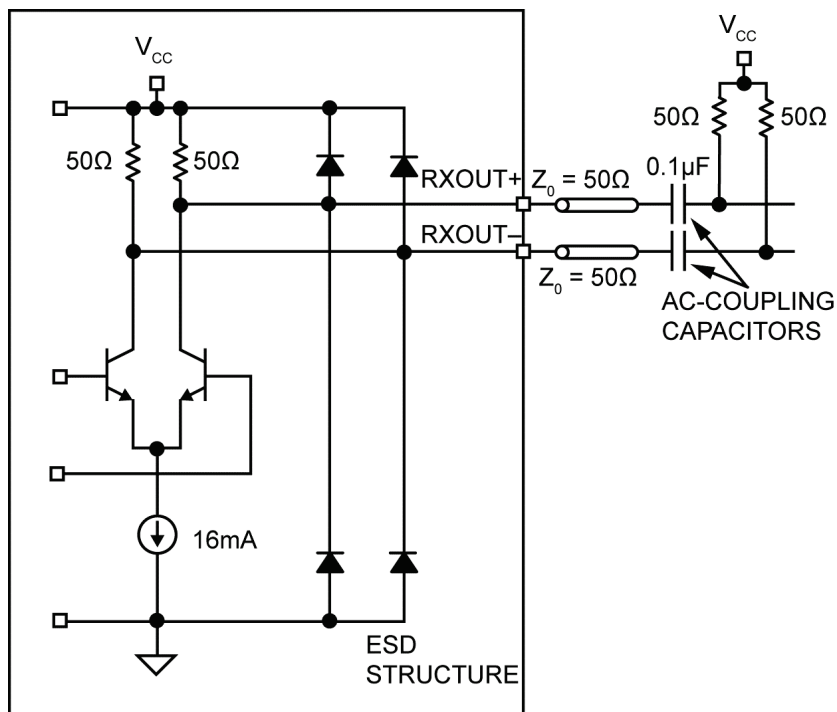 V_CC
V_CC
50Ω
50Ω
50Ω
50Ω
0.1µF
RXOUT+
Z_0 = 50Ω
RXOUT–
Z_0 = 50Ω
AC-COUPLING
CAPACITORS
16mA
ESD
STRUCTURE